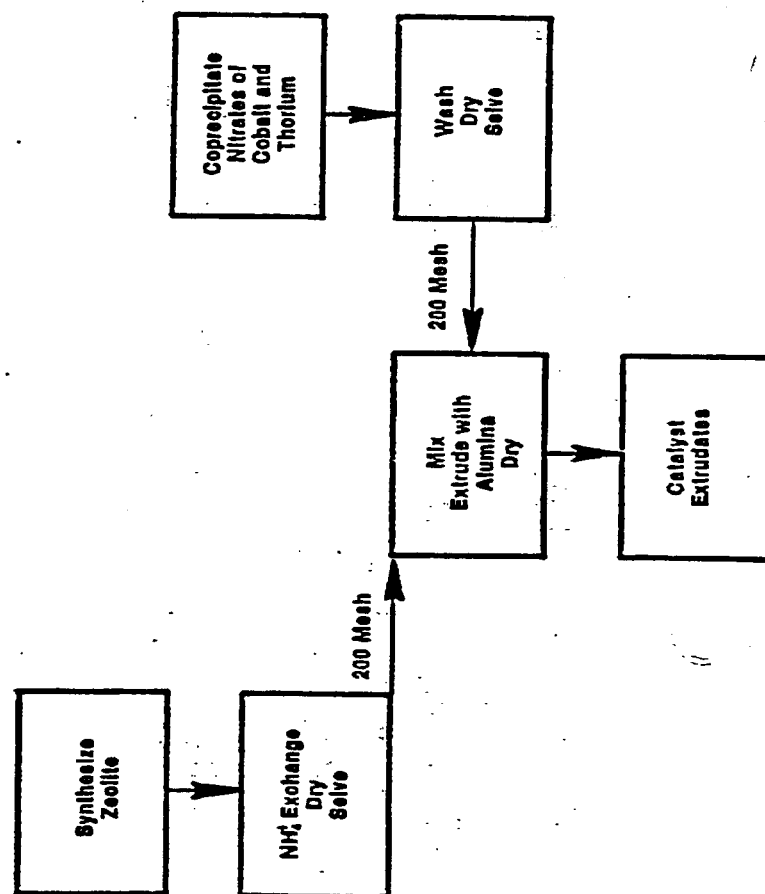 Synthesize
Zeolite
NH₄⁺ Exchange
Dry
Seive
200 Mesh
Coprecipitate
Nitrates of
Cobalt and
Thorium
Wash
Dry
Seive
200 Mesh
Mix
Extrude with
Alumina
Dry
Catalyst
Extrudates